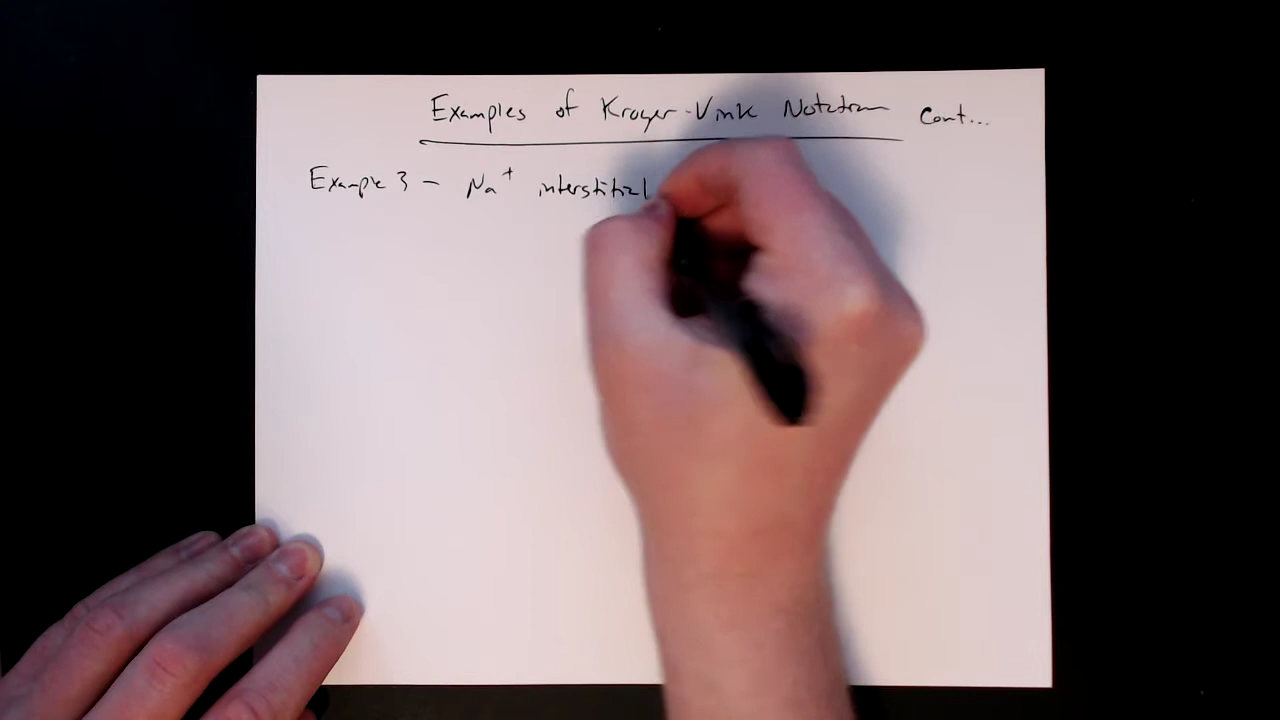 Examples of Kroger-Vink Notation Cont...
Example 3 - Na+ interstitial